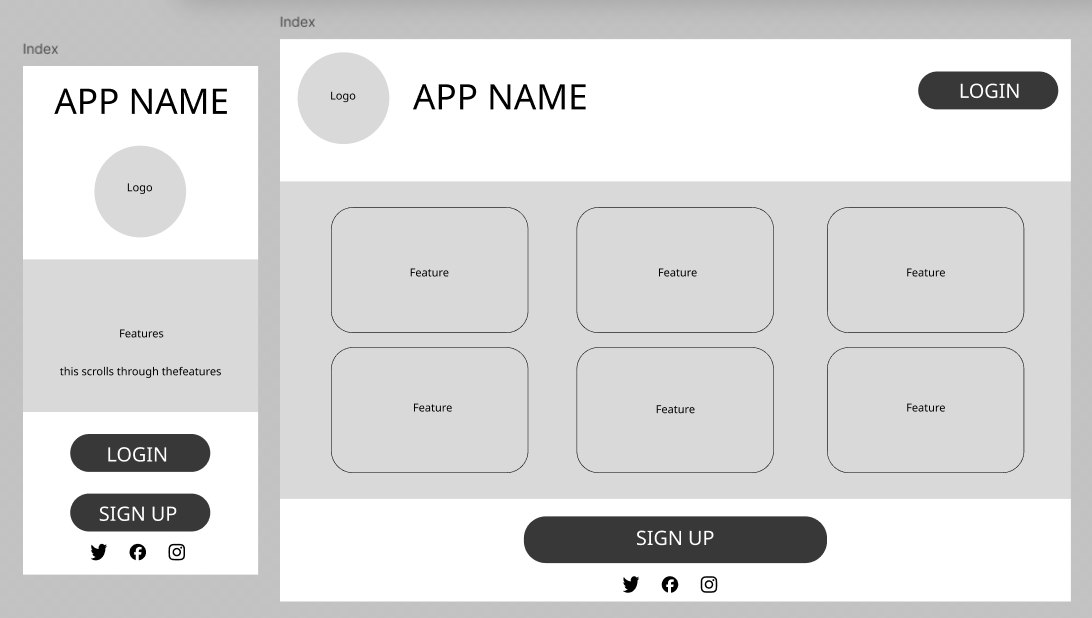 Index
APP NAME
Logo
Features
this scrolls through thefeatures
LOGIN
SIGN UP
Index
Logo
APP NAME
LOGIN
Feature
Feature
Feature
Feature
Feature
Feature
SIGN UP